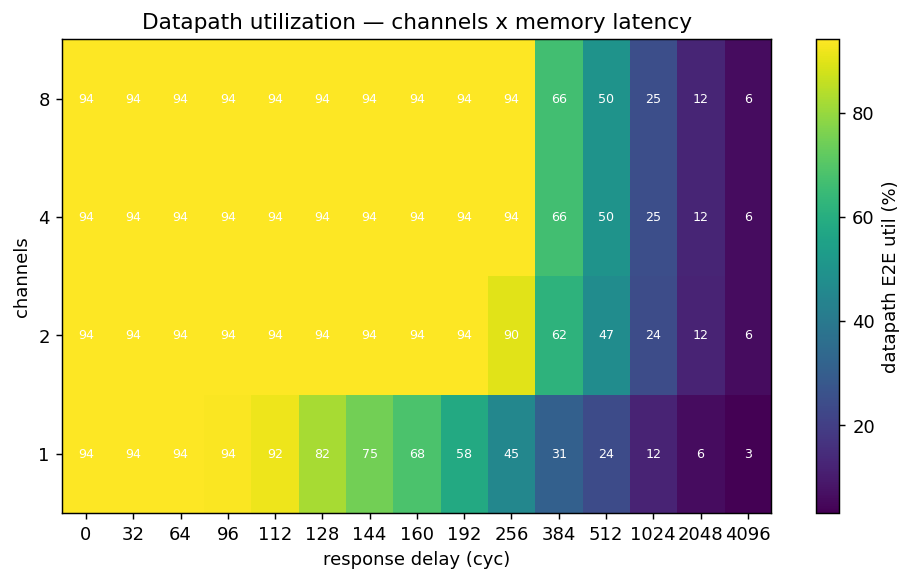 Datapath utilization — channels x memory latency
8 94 94 94 94 94 94 94 94 94 94 66 50 25 12 6
4 94 94 94 94 94 94 94 94 94 94 66 50 25 12 6
2 94 94 94 94 94 94 94 94 94 90 62 47 24 12 6
1 94 94 94 94 92 82 75 68 58 45 31 24 12 6 3
0 32 64 96 112 128 144 160 192 256 384 512 1024 2048 4096
response delay (cyc)
channels
80
60
40
20
datapath E2E util (%)